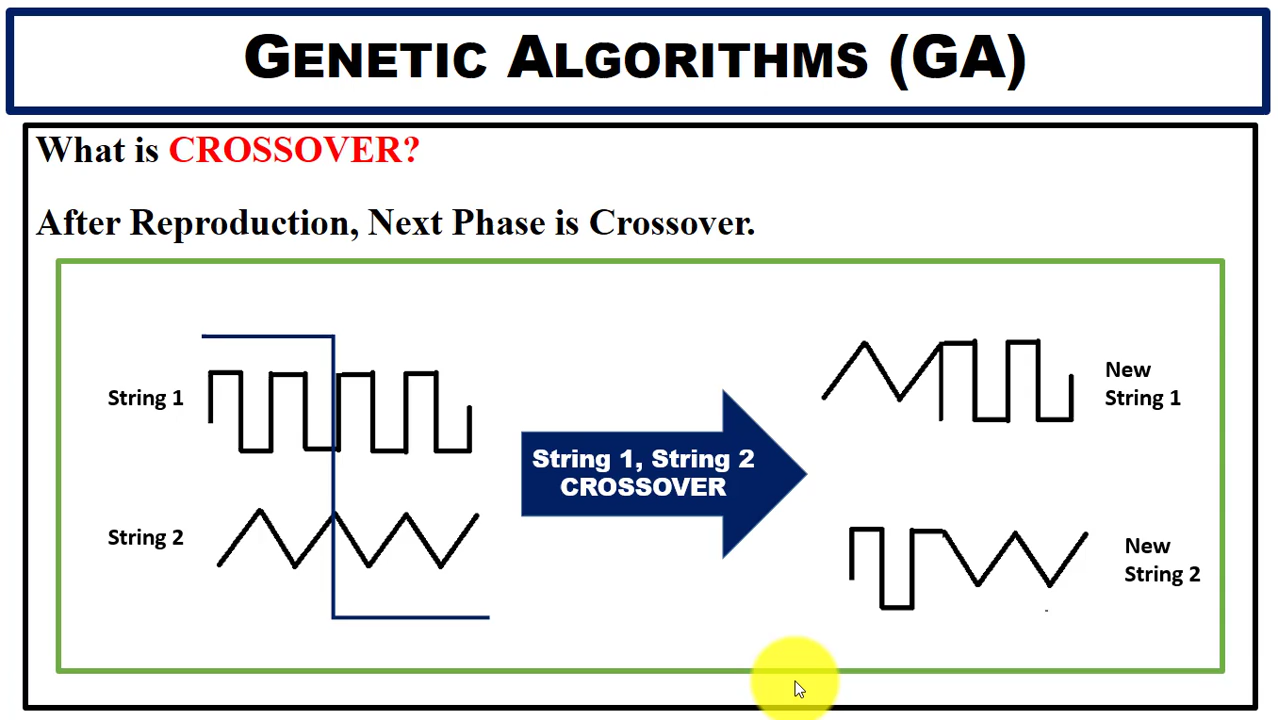 GENETIC ALGORITHMS (GA)
What is CROSSOVER?
After Reproduction, Next Phase is Crossover.
String 1
String 2
String 1, String 2
CROSSOVER
New
String 1
New
String 2